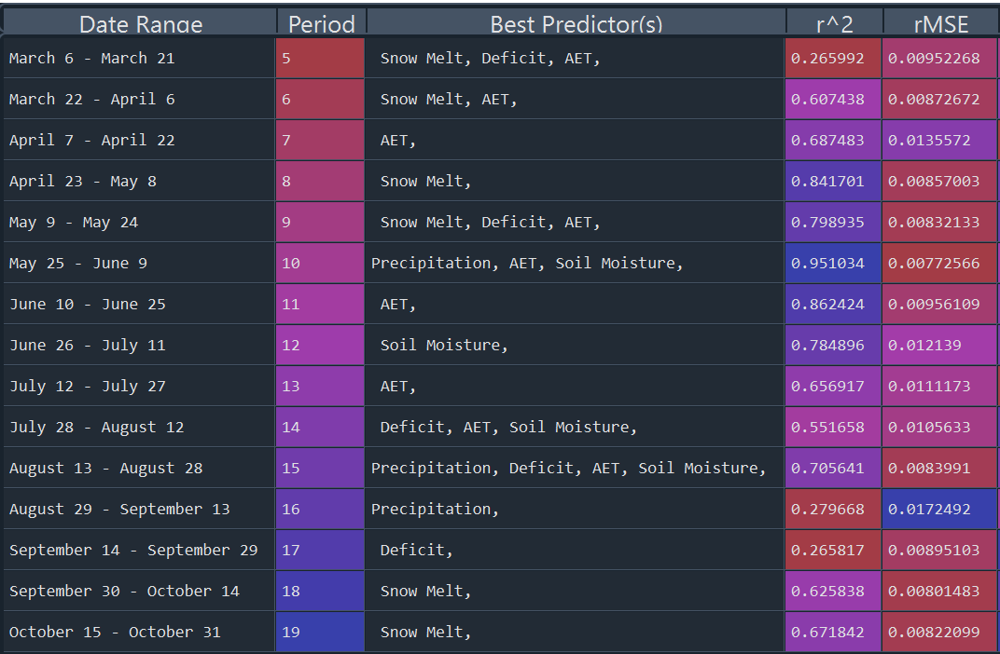 Date Range Period Best Predictor(s) r^2 rMSE
March 6 - March 21 5 Snow Melt, Deficit, AET, 0.265992 0.00952268
March 22 - April 6 6 Snow Melt, AET, 0.607438 0.00872672
April 7 - April 22 7 AET, 0.687483 0.0135572
April 23 - May 8 8 Snow Melt, 0.841701 0.00857003
May 9 - May 24 9 Snow Melt, Deficit, AET, 0.798935 0.00832133
May 25 - June 9 10 Precipitation, AET, Soil Moisture, 0.951034 0.00772566
June 10 - June 25 11 AET, 0.862424 0.00956109
June 26 - July 11 12 Soil Moisture, 0.784896 0.012139
July 12 - July 27 13 AET, 0.656917 0.0111173
July 28 - August 12 14 Deficit, AET, Soil Moisture, 0.551658 0.0105633
August 13 - August 28 15 Precipitation, Deficit, AET, Soil Moisture, 0.705641 0.0083991
August 29 - September 13 16 Precipitation, 0.279668 0.0172492
September 14 - September 29 17 Deficit, 0.265817 0.00895103
September 30 - October 14 18 Snow Melt, 0.625838 0.00801483
October 15 - October 31 19 Snow Melt, 0.671842 0.00822099